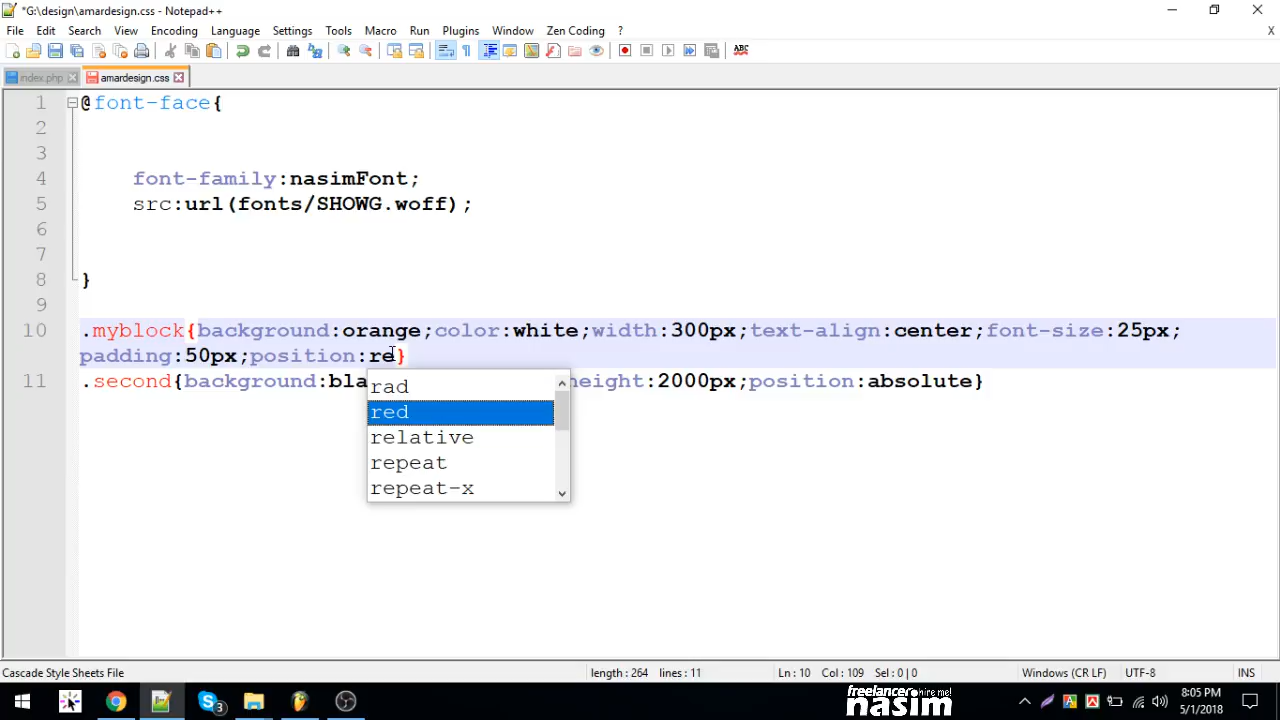 *G:\design\amardesign.css - Notepad++
File Edit Search View Encoding Language Settings Tools Macro Run Plugins Window Zen Coding ? X
index.php amardesign.css
1 @font-face{
2
3
4 font-family:nasimFont;
5 src:url(fonts/SHOWG.woff);
6
7
8 }
9
10 .myblock{background:orange;color:white;width:300px;text-align:center;font-size:25px;
padding:50px;position:re}
11 .second{background:bla height:2000px;position:absolute}
rad
red
relative
repeat
repeat-x
Cascade Style Sheets File length : 264 lines : 11 Ln : 10 Col : 109 Sel : 0 | 0 Windows (CR LF) UTF-8 INS
freelancer hire me!
nasim
8:05 PM
5/1/2018